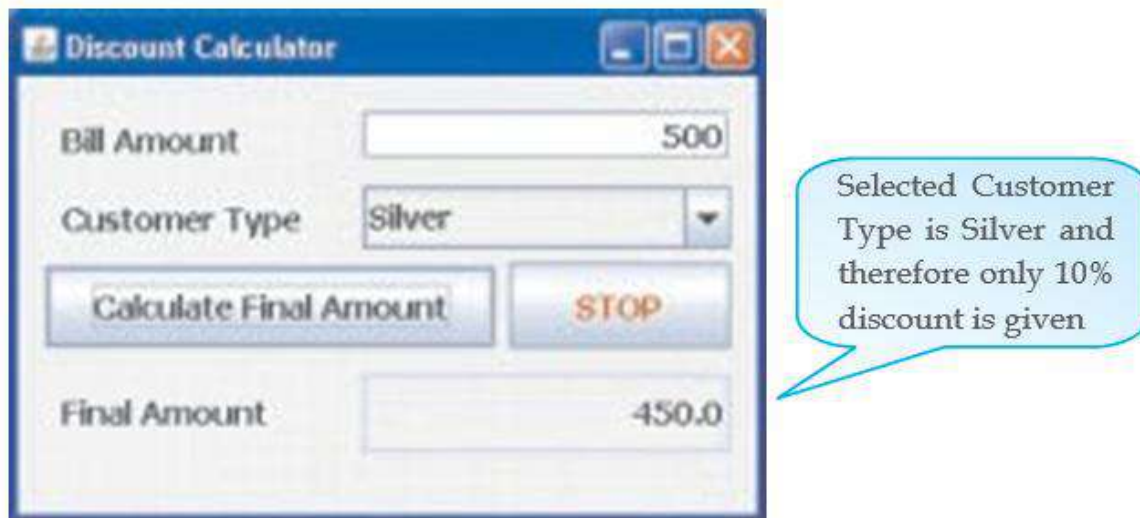 Discount Calculator
Bill Amount 500
Customer Type Silver
Calculate Final Amount STOP
Final Amount 450.0
Selected Customer
Type is Silver and
therefore only 10%
discount is given